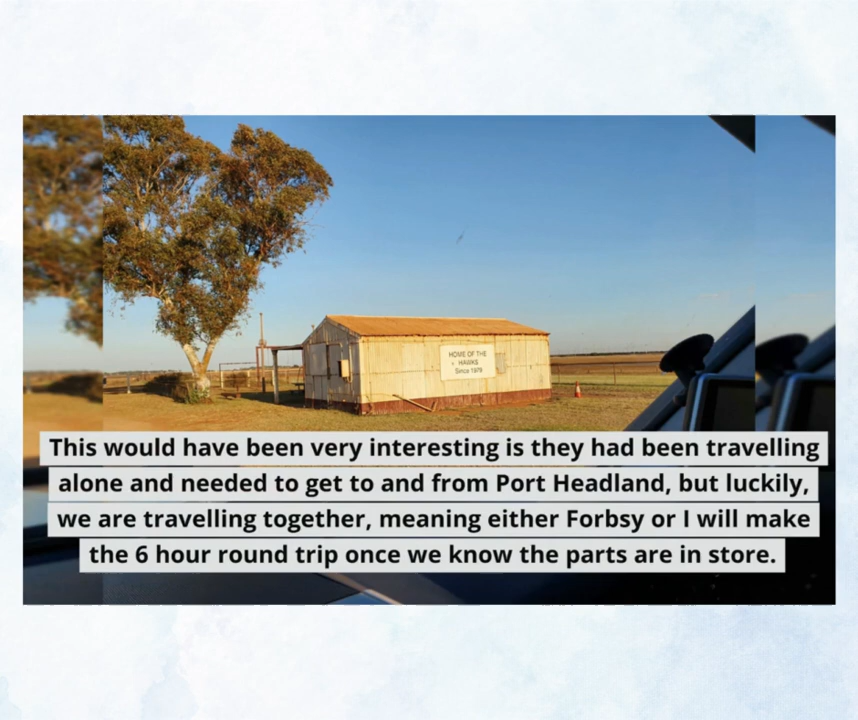 HOME OF THE
HAWKS
Since 1979
This would have been very interesting is they had been travelling
alone and needed to get to and from Port Headland, but luckily,
we are travelling together, meaning either Forbsy or I will make
the 6 hour round trip once we know the parts are in store.